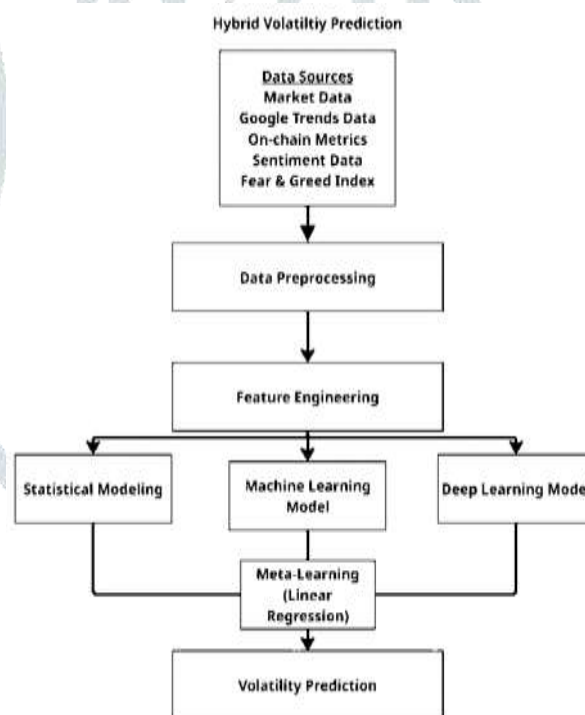 Hybrid Volatiltiy Prediction
Data Sources
Market Data
Google Trends Data
On-chain Metrics
Sentiment Data
Fear & Greed Index
Data Preprocessing
Feature Engineering
Statistical Modeling
Machine Learning
Model
Deep Learning Mode
Meta-Learning
(Linear
Regression)
Volatility Prediction